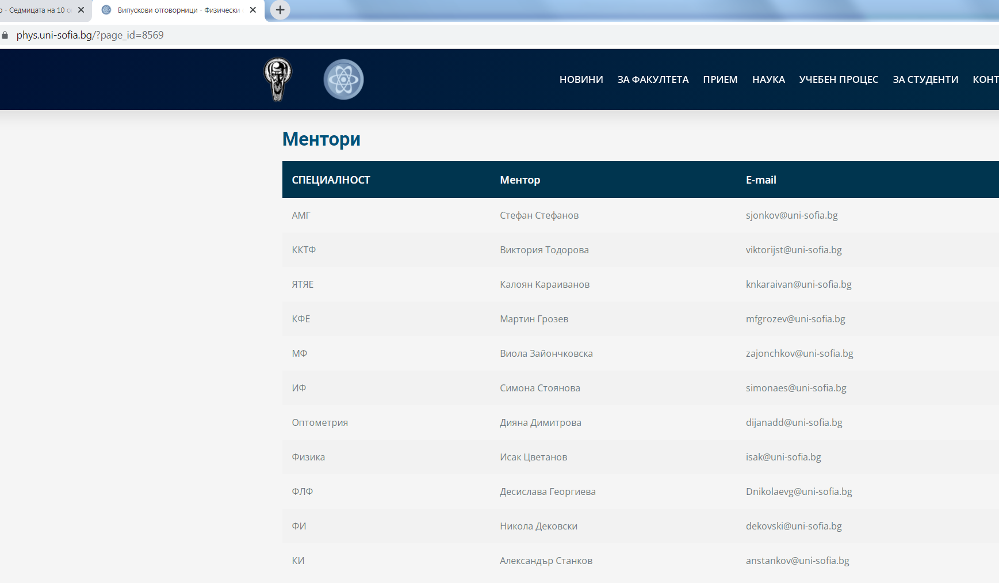 о - Седмицата на 10 о
Випускови отговорници - Физически
phys.uni-sofia.bg/?page_id=8569
НОВИНИ ЗА ФАКУЛТЕТА ПРИЕМ НАУКА УЧЕБЕН ПРОЦЕС ЗА СТУДЕНТИ КОНТ
Ментори
СПЕЦИАЛНОСТ Ментор E-mail
АМГ Стефан Стефанов sjonkov@uni-sofia.bg
ККТФ Виктория Тодорова viktorijst@uni-sofia.bg
ЯТЯЕ Калоян Караиванов knkaraivan@uni-sofia.bg
КФЕ Мартин Грозев mfgrozev@uni-sofia.bg
МФ Виола Зайончковска zajonchkov@uni-sofia.bg
ИФ Симона Стоянова simonaes@uni-sofia.bg
Оптометрия Дияна Димитрова dijanadd@uni-sofia.bg
Физика Исак Цветанов isak@uni-sofia.bg
ФЛФ Десислава Георгиева Dnikolaevg@uni-sofia.bg
ФИ Никола Дековски dekovski@uni-sofia.bg
КИ Александър Станков anstankov@uni-sofia.bg